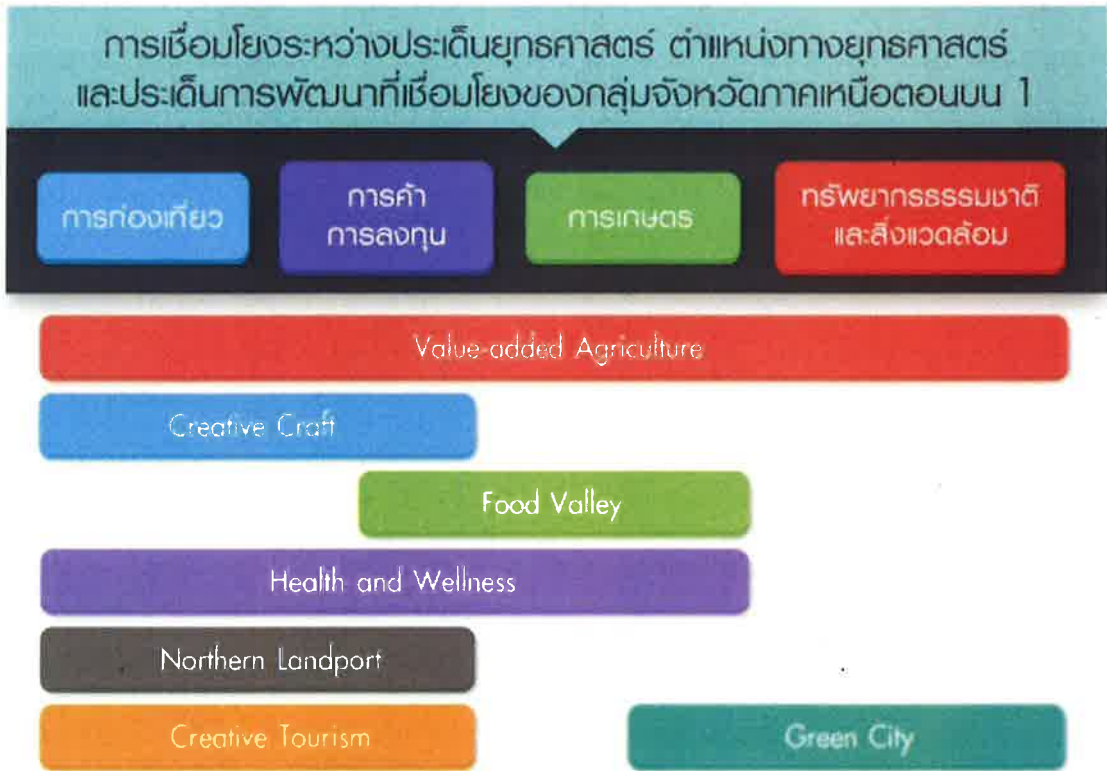 การเชื่อมโยงระหว่างประเด็นยุทธศาสตร์ ตำแหน่งทางยุทธศาสตร์
และประเด็นการพัฒนาที่เชื่อมโยงของกลุ่มจังหวัดภาคเหนือตอนบน 1
การท่องเที่ยว
การค้า
การลงทุน
การเกษตร
ทรัพยากรธรรมชาติ
และสิ่งแวดล้อม
Value-added Agriculture
Creative Craft
Food Valley
Health and Wellness
Northern Landport
Creative Tourism
Green City